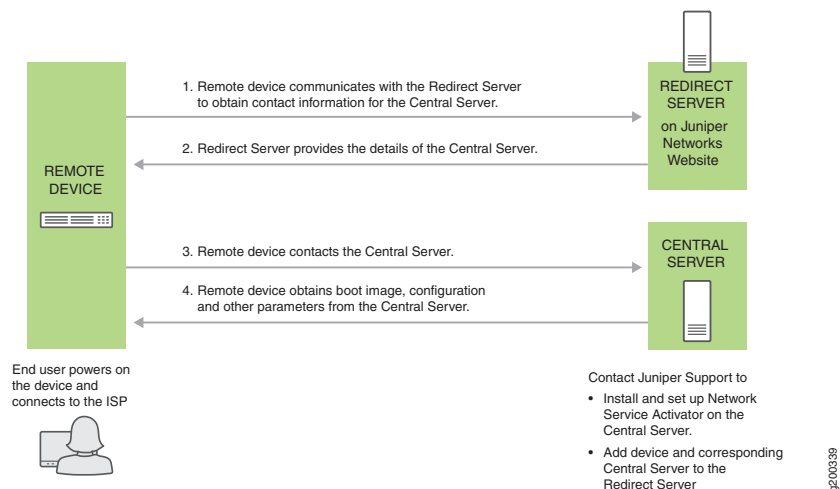 1. Remote device communicates with the Redirect Server
to obtain contact information for the Central Server.
REDIRECT
SERVER
on Juniper
Networks
Website
2. Redirect Server provides the details of the Central Server.
REMOTE
DEVICE
3. Remote device contacts the Central Server.
CENTRAL
SERVER
4. Remote device obtains boot image, configuration
and other parameters from the Central Server.
End user powers on
the device and
connects to the ISP
Contact Juniper Support to
• Install and set up Network
Service Activator on the
Central Server.
• Add device and corresponding
Central Server to the
Redirect Server
g200339